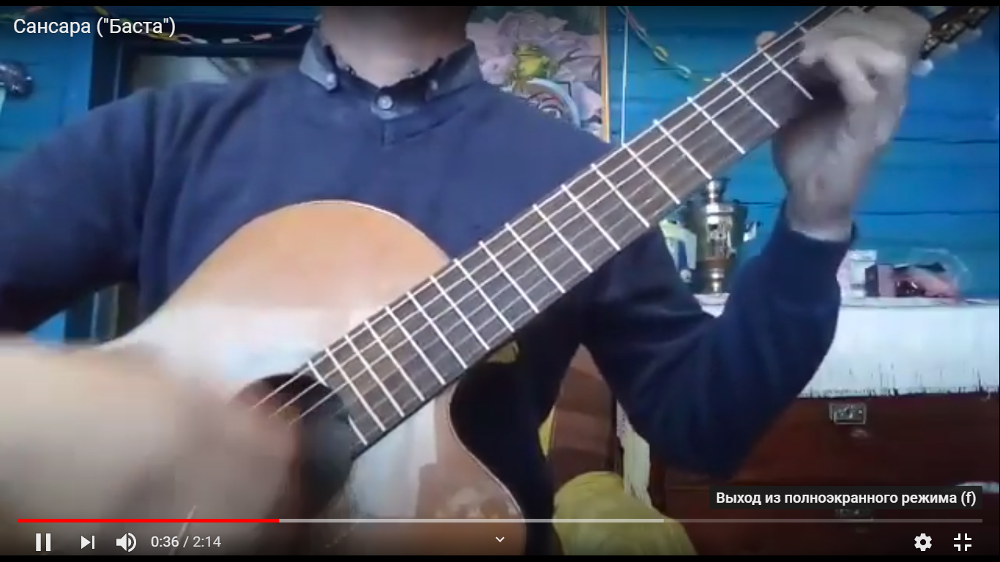 Сансара ("Баста")
Выход из полноэкранного режима (f)
0:36 / 2:14